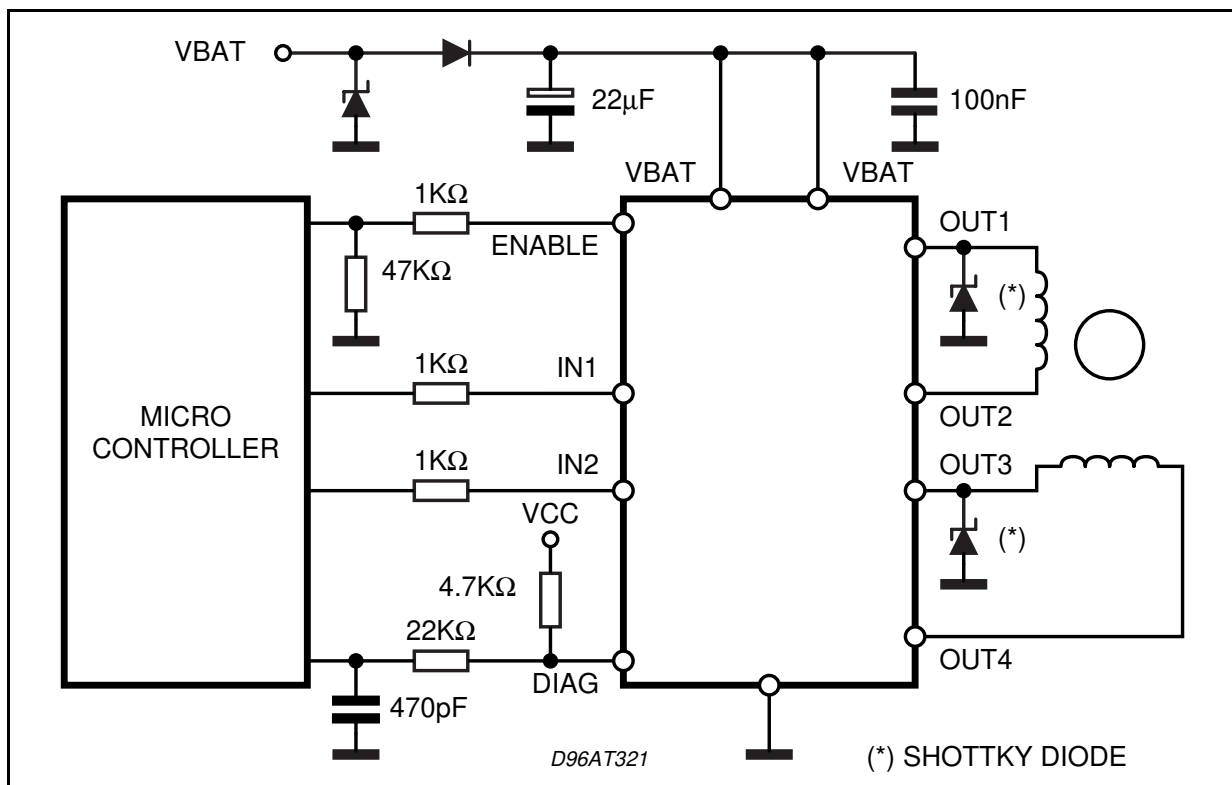 VBAT
22µF
100nF
VBAT
VBAT
1KΩ
ENABLE
OUT1
47KΩ
(*)
1KΩ
IN1
MICRO
CONTROLLER
OUT2
1KΩ
IN2
OUT3
VCC
(*)
4.7KΩ
22KΩ
DIAG
OUT4
470pF
D96AT321
(*) SHOTTKY DIODE